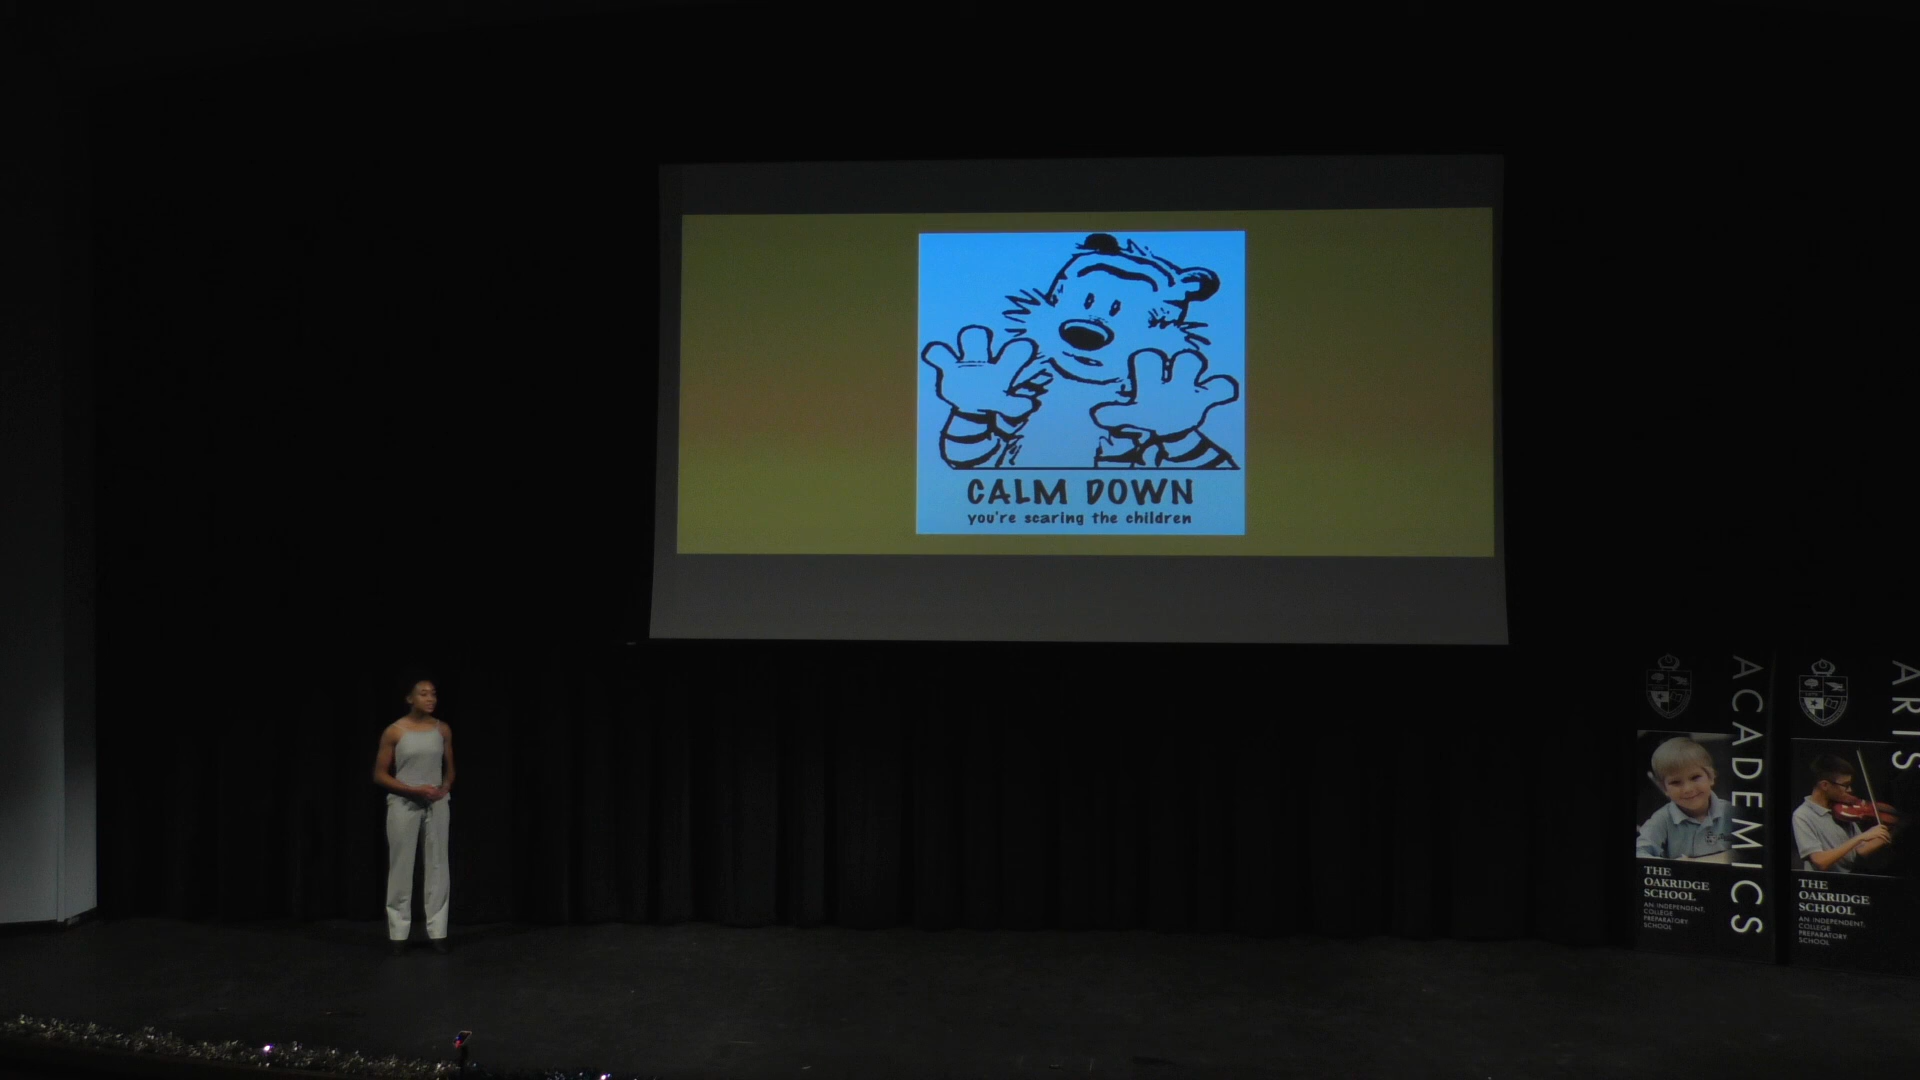 CALM DOWN
you're scaring the children
ACADEMICS
THE
OAKRIDGE
SCHOOL
AN INDEPENDENT,
COLLEGE
PREPARATORY
SCHOOL
ARTS
THE
OAKRIDGE
SCHOOL
AN INDEPENDENT,
COLLEGE
PREPARATORY
SCHOOL